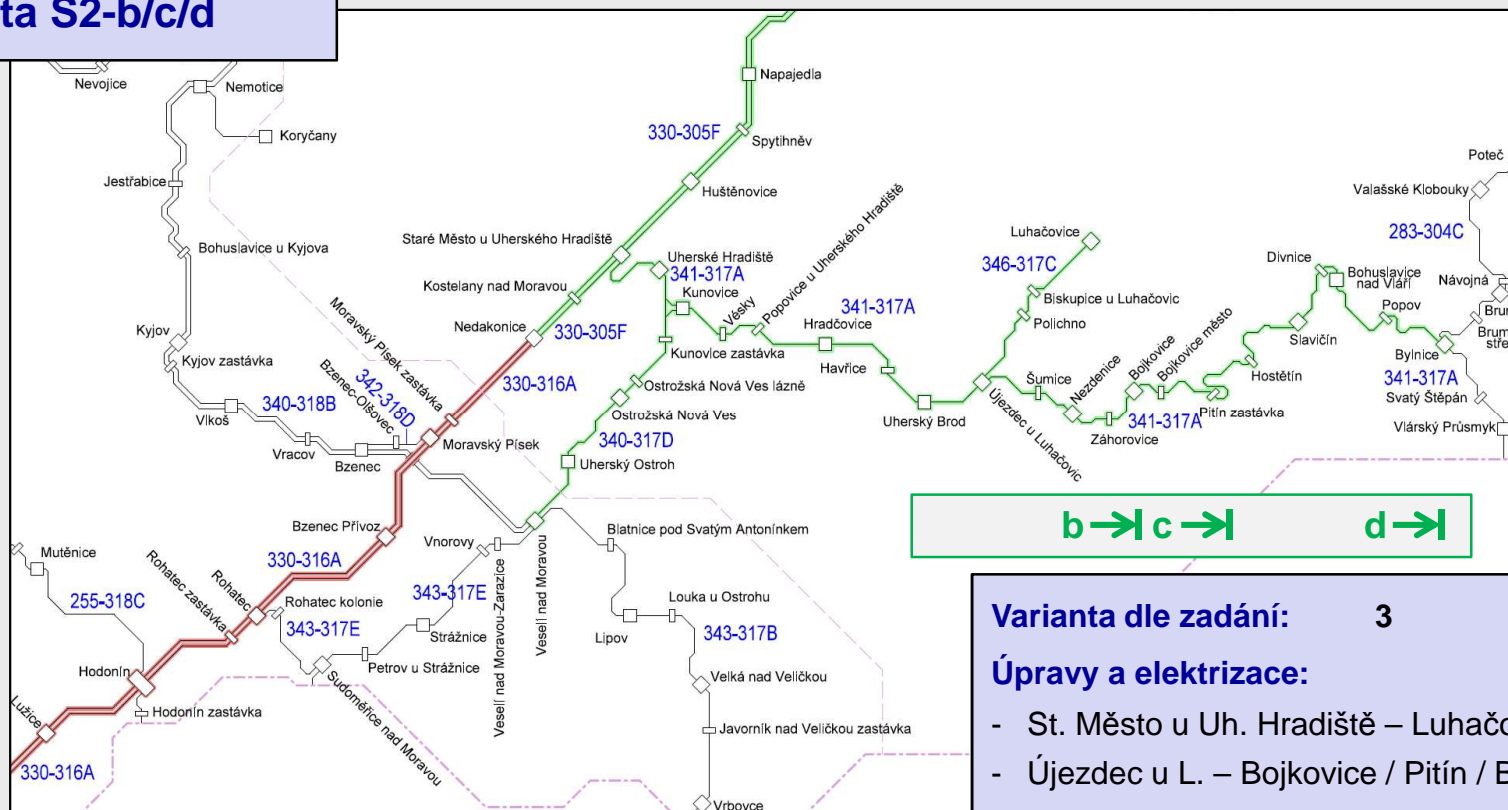 ta S2-b/c/d
Nevojice
Nemotice
Koryčany
Jestřabice
Bohuslavice u Kyjova
Kyjov
Kyjov zastávka
Vlkoš
340-318B
Vracov
Bzenec
Bzenec-Olšovec
342-318D
Moravský Písek zastávka
Moravský Písek
Napajedla
330-305F
Spytihněv
Huštěnovice
Staré Město u Uherského Hradiště
Kostelany nad Moravou
Nedakonice
330-305F
330-316A
Uherské Hradiště
341-317A
Kunovice
Kunovice zastávka
Ostrožská Nová Ves lázně
Ostrožská Nová Ves
340-317D
Uherský Ostroh
Vésky
Popovice u Uherského Hradiště
341-317A
Hradčovice
Havřice
Uherský Brod
Luhačovice
346-317C
Biskupice u Luhačovic
Polichno
Újezdec u Luhačovic
Šumice
Nezdenice
Záhorovice
Bojkovice
Bojkovice město
341-317A
Pitín zastávka
Hostětín
Slavičín
Divnice
Bohuslavice
nad Vláří
Popov
Bylnice
341-317A
Svatý Štěpán
Vlárský Průsmyk
Poteč
Valašské Klobouky
283-304C
Návojná
Brum
stře
Bzenec Přívoz
330-316A
Mutěnice
255-318C
Rohatec zastávka
Rohatec
Rohatec kolonie
343-317E
Hodonín
Hodonín zastávka
Lužice
330-316A
Sudoměřice nad Moravou
Petrov u Strážnice
Strážnice
343-317E
Vnorovy
Veselí nad Moravou-Zarazice
Veselí nad Moravou
Blatnice pod Svatým Antonínkem
Lipov
Louka u Ostrohu
343-317B
Velká nad Veličkou
Javorník nad Veličkou zastávka
Vrbovce
b c d
Varianta dle zadání: 3
Úpravy a elektrizace:
- St. Město u Uh. Hradiště – Luhačo
- Újezdec u L. – Bojkovice / Pitín / B